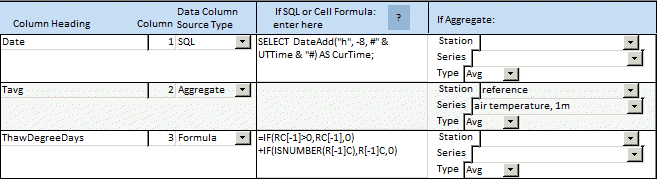 Column Heading Column Data Column Source Type If SQL or Cell Formula: enter here ? If Aggregate:
Date 1 SQL SELECT DateAdd("h", -8, #" & Station
UTTime & "#) AS CurTime; Series
Type Avg
Tavg 2 Aggregate Station reference
Series air temperature, 1m
Type Avg
ThawDegreeDays 3 Formula =IF(RC[-1]>0,RC[-1],0) Station
+IF(ISNUMBER(R[-1]C),R[-1]C,0) Series
Type Avg